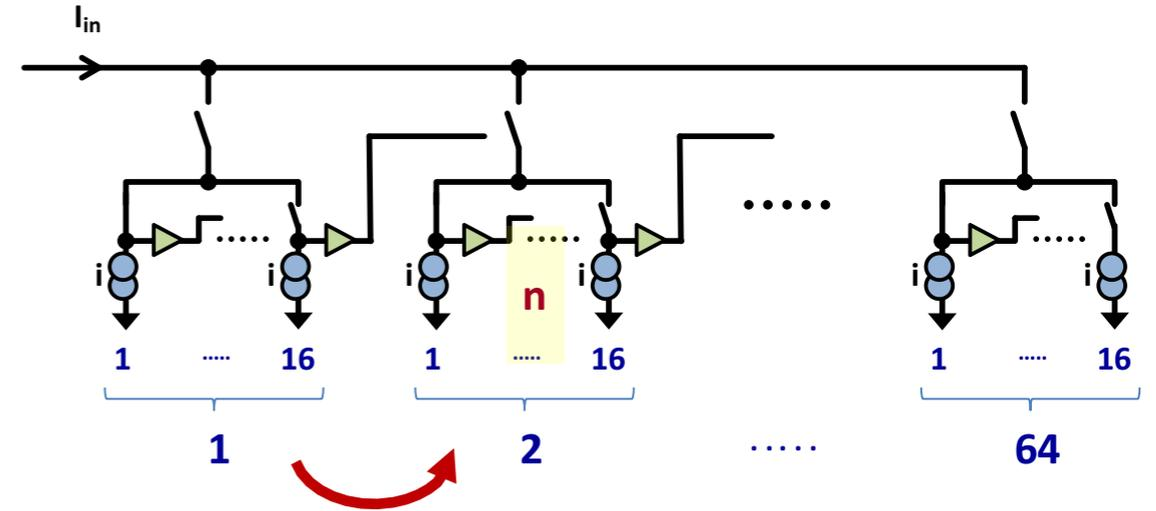 Iin
i i i i i i
n
1 ..... 16 1 ..... 16 1 ..... 16
1 2 ..... 64